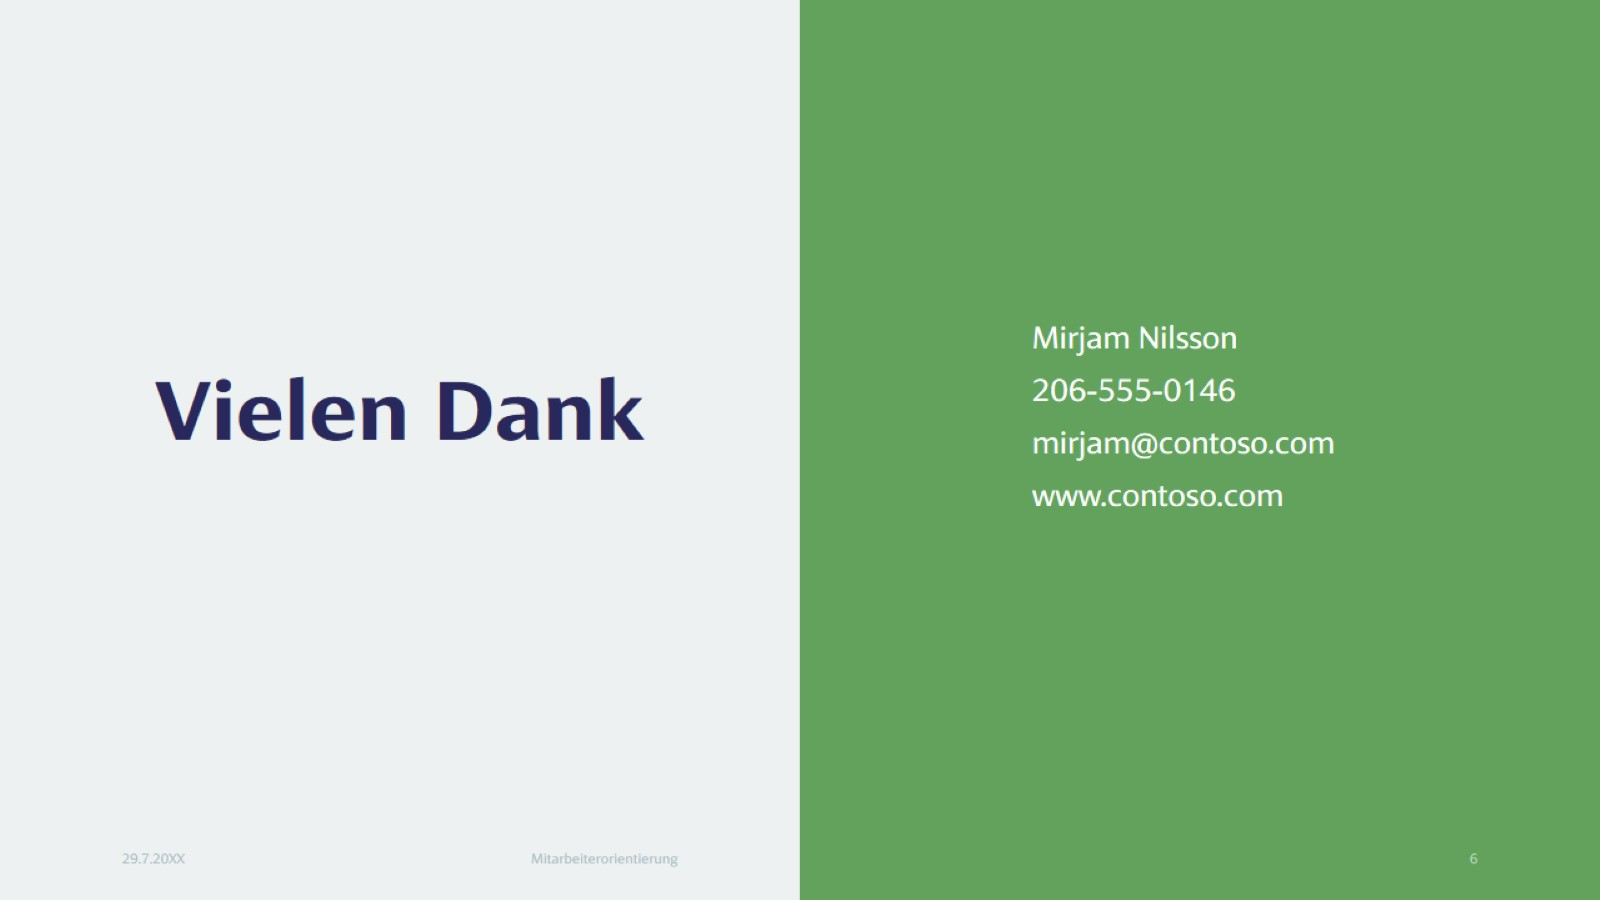 Vielen Dank
Mirjam Nilsson
206-555-0146
mirjam@contoso.com
www.contoso.com
29.7.20XX
Mitarbeiterorientierung
6